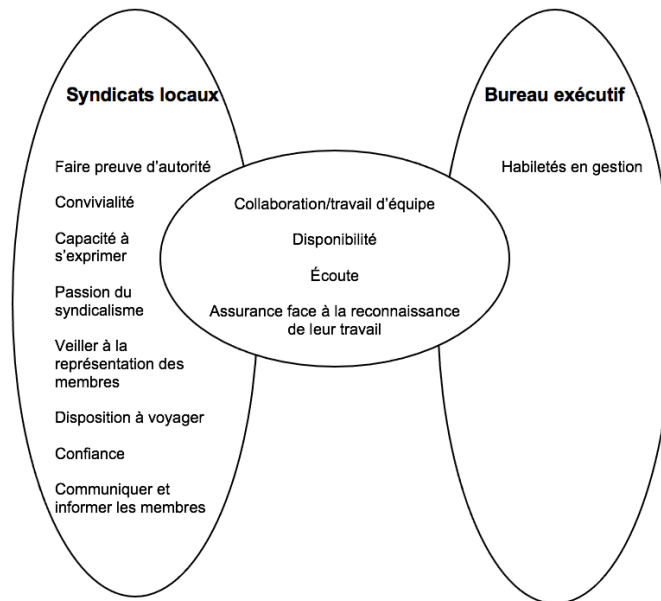 Syndicats locaux
Faire preuve d'autorité
Convivialité
Capacité à
s'exprimer
Passion du
syndicalisme
Veiller à la
représentation des
membres
Disposition à voyager
Confiance
Communiquer et
informer les membres
Collaboration/travail d'équipe
Disponibilité
Écoute
Assurance face à la reconnaissance
de leur travail
Bureau exécutif
Habiletés en gestion